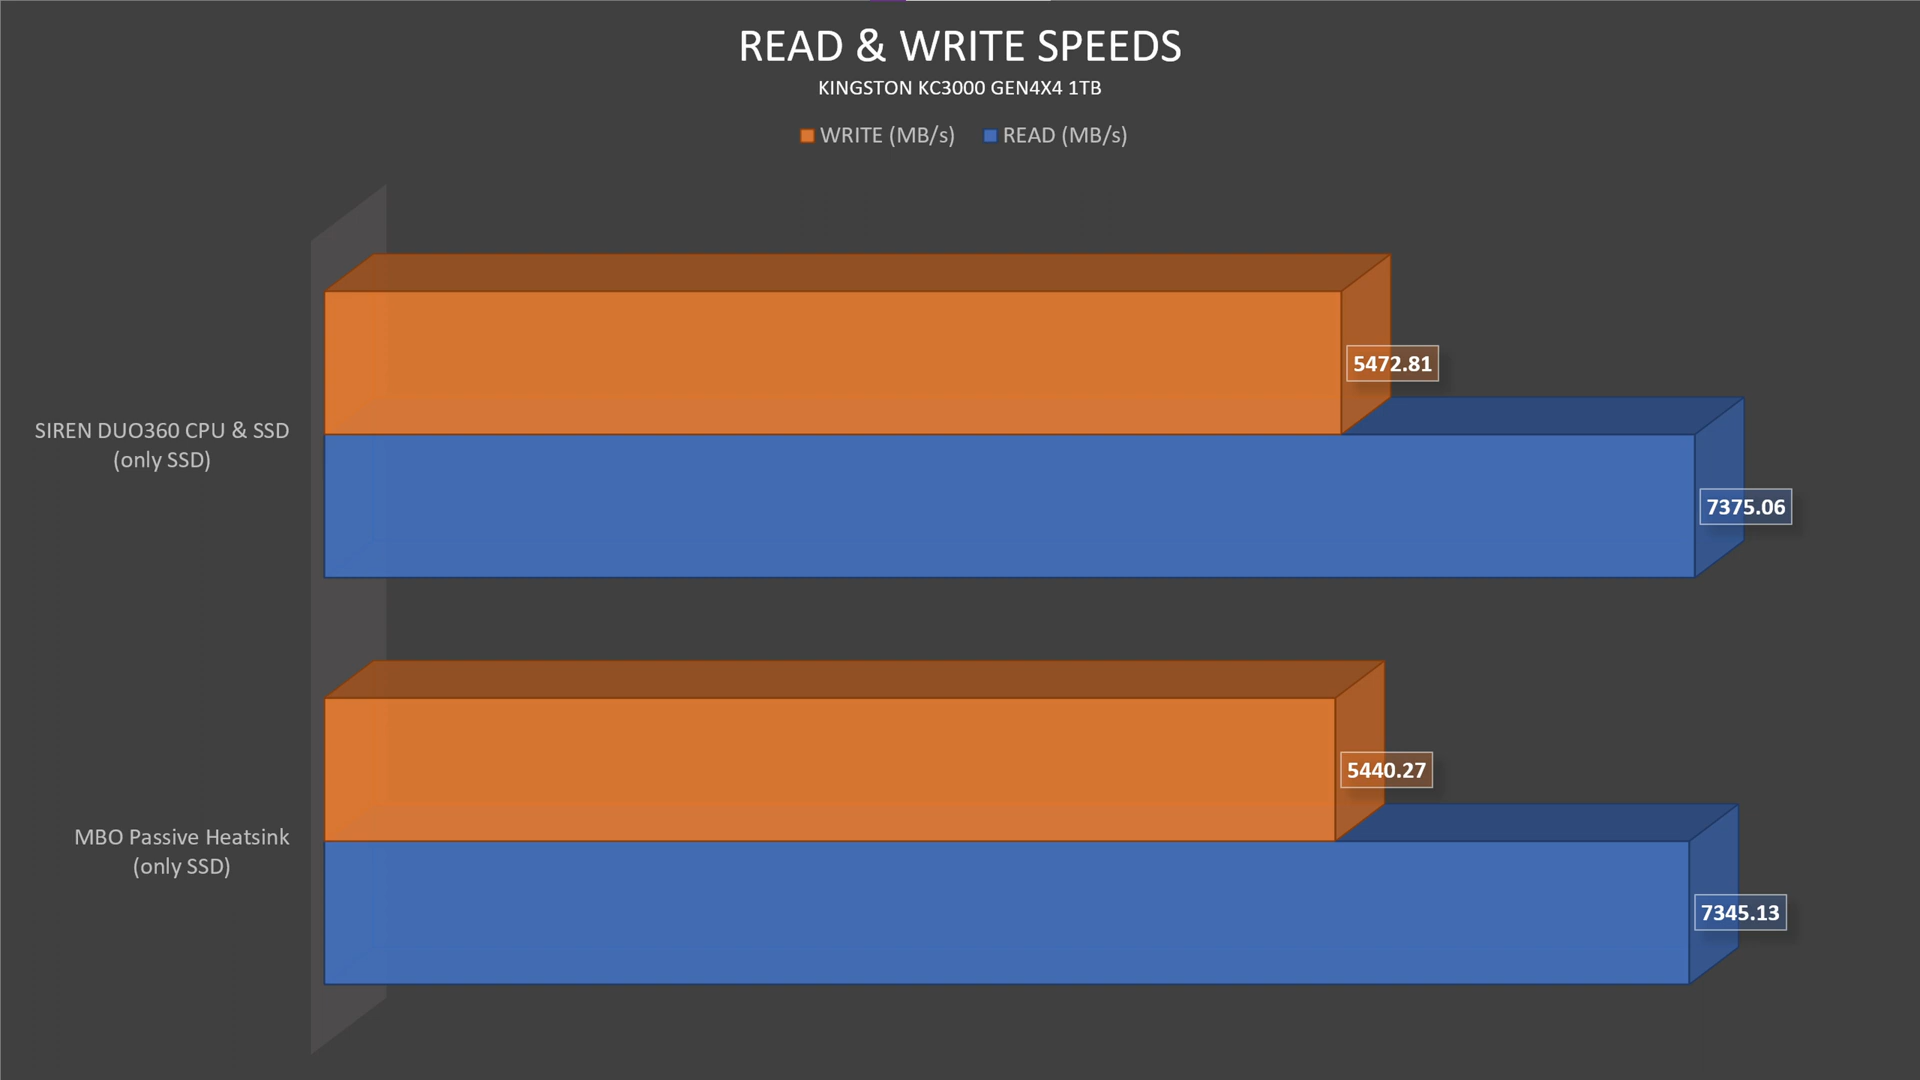 READ & WRITE SPEEDS
KINGSTON KC3000 GEN4X4 1TB
WRITE (MB/s) READ (MB/s)
5472.81
SIREN DUO360 CPU & SSD
(only SSD)
7375.06
5440.27
MBO Passive Heatsink
(only SSD)
7345.13